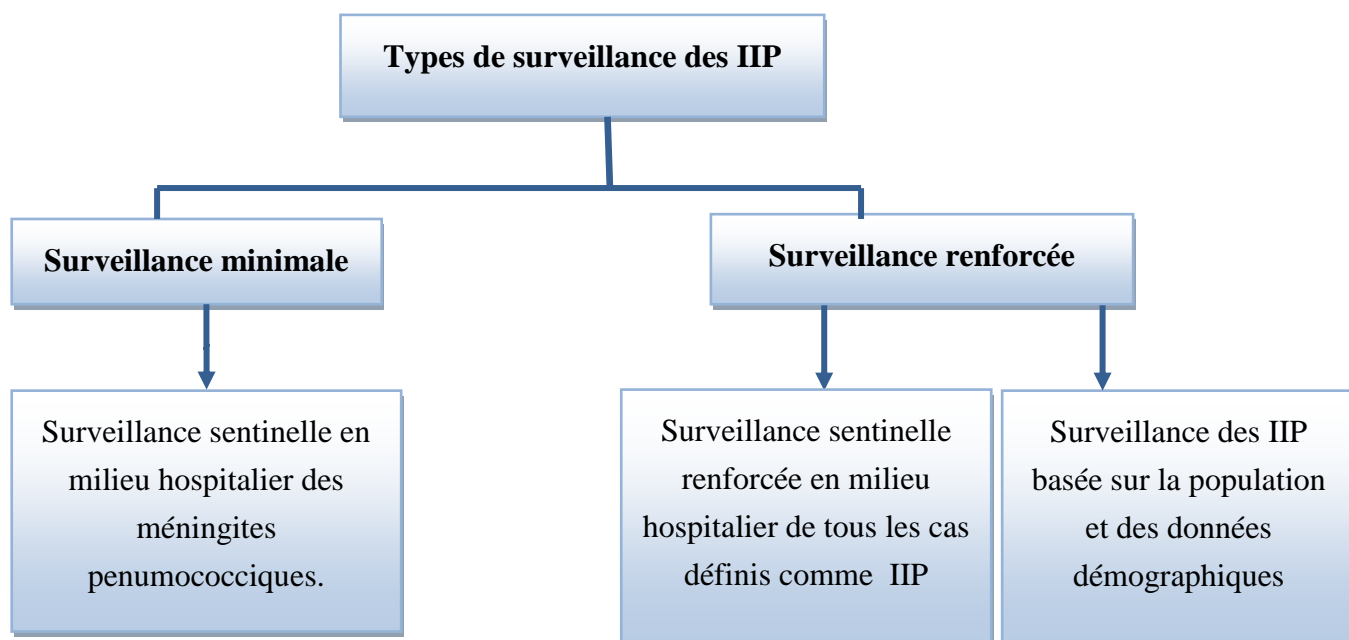 Types de surveillance des IIP
Surveillance minimale
Surveillance renforcée
Surveillance sentinelle en
milieu hospitalier des
méningites
penumococciques.
Surveillance sentinelle
renforcée en milieu
hospitalier de tous les cas
définis comme IIP
Surveillance des IIP
basée sur la population
et des données
démographiques